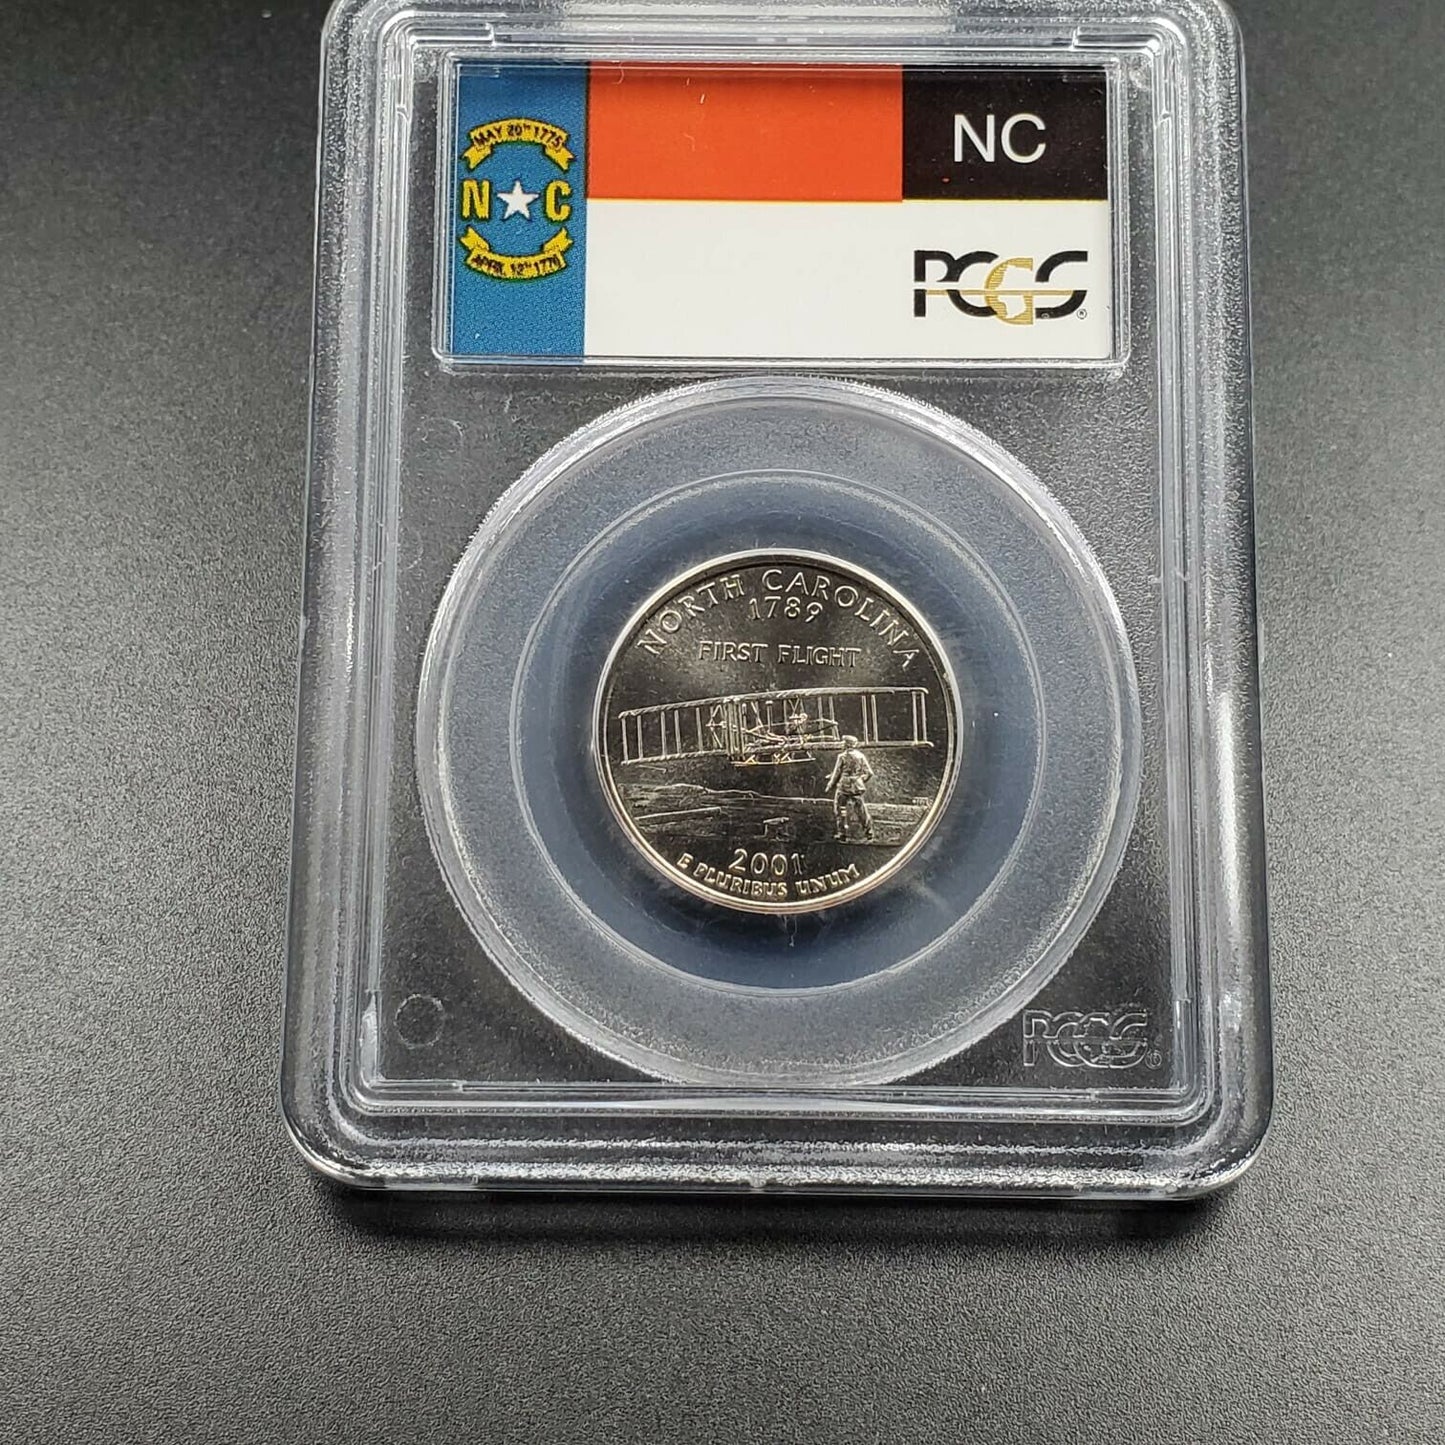 MAY 20TH 1775
N C
APRIL 12TH 1776
NC
PCGS®
NORTH CAROLINA
1789
FIRST FLIGHT
2001
E PLURIBUS UNUM
PCGS®